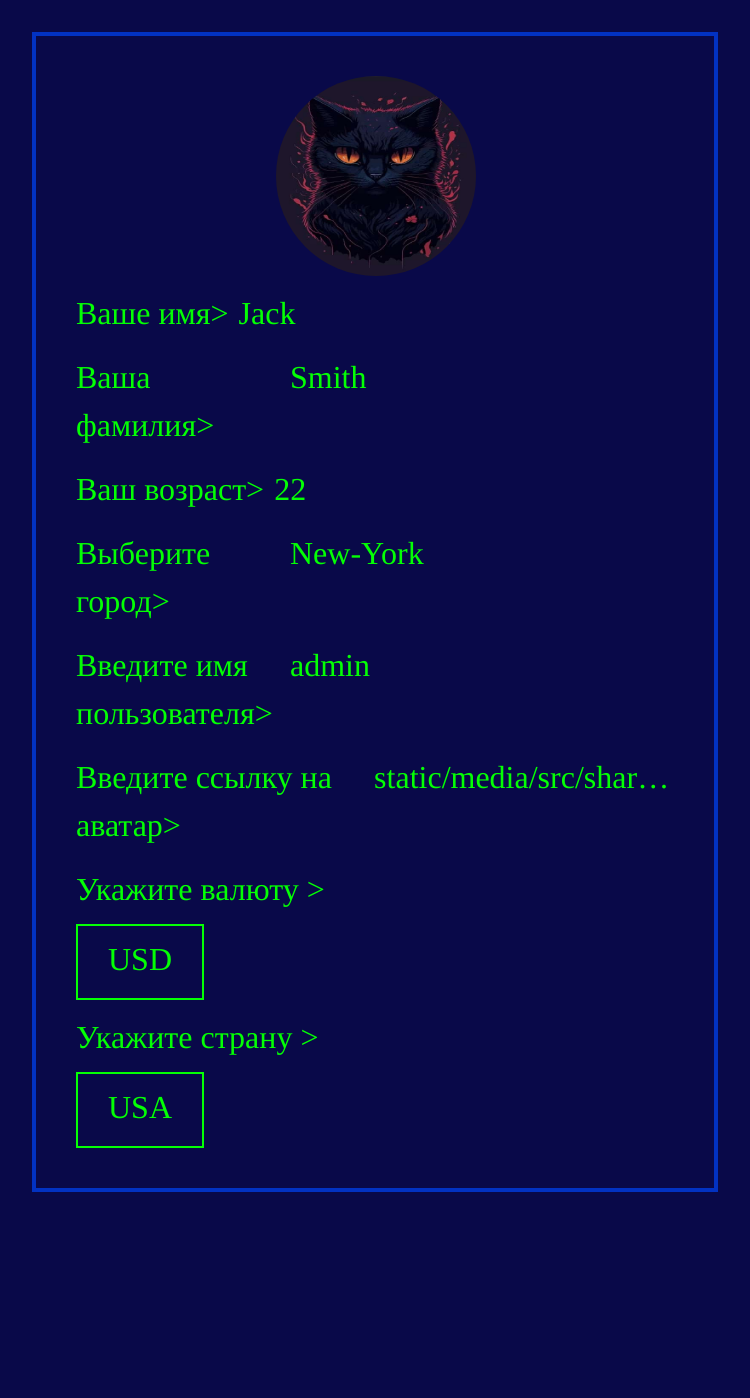 Ваше имя> Jack
Ваша Smith
фамилия>
Ваш возраст> 22
Выберите New-York
город>
Введите имя admin
пользователя>
Введите ссылку на static/media/src/shar…
аватар>
Укажите валюту >
USD
Укажите страну >
USA